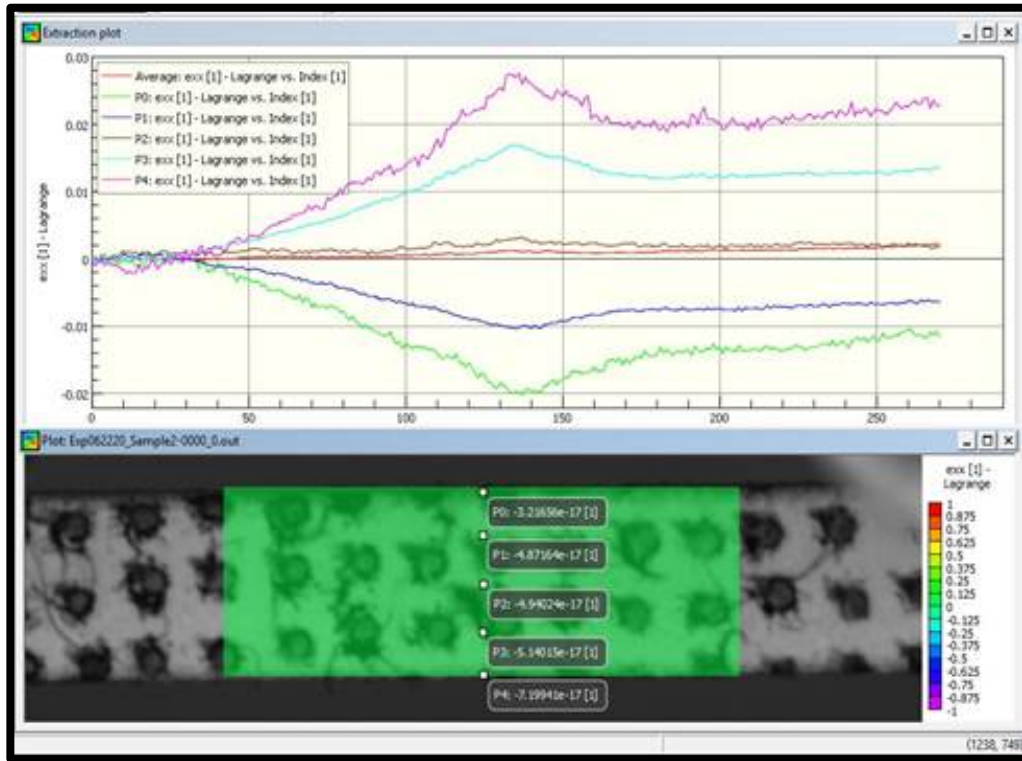 Extraction plot
0.03
0.02
0.01
0
-0.01
-0.02
exx [1] - Lagrange
Average: exx [1] - Lagrange vs. Index [1]
P0: exx [1] - Lagrange vs. Index [1]
P1: exx [1] - Lagrange vs. Index [1]
P2: exx [1] - Lagrange vs. Index [1]
P3: exx [1] - Lagrange vs. Index [1]
P4: exx [1] - Lagrange vs. Index [1]
0 50 100 150 200 250
Plot: Exp062220_Sample2-0000_0.out
P0: -3.21636e-17 [1]
P1: -4.87164e-17 [1]
P2: -4.94024e-17 [1]
P3: -5.14015e-17 [1]
P4: -7.19941e-17 [1]
exx [1] -
Lagrange
1
0.875
0.75
0.625
0.5
0.375
0.25
0.125
0
-0.125
-0.25
-0.375
-0.5
-0.625
-0.75
-0.875
-1
(1238, 749)